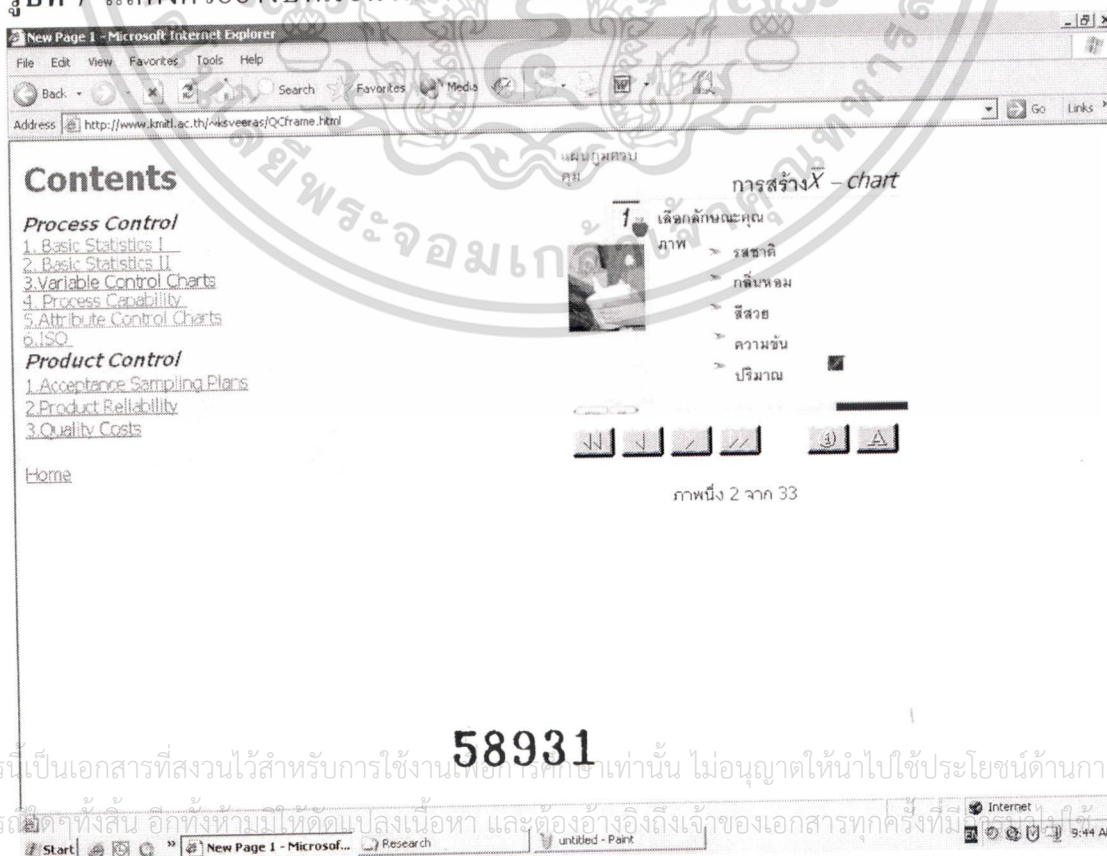 New Page 1 - Microsoft Internet Explorer
File Edit View Favorites Tools Help
Back Search Favorites Media
Address http://www.kmitl.ac.th/~ksveeras/QCframe.html Go Links
Contents
Process Control
1. Basic Statistics I
2. Basic Statistics II
3.Variable Control Charts
4. Process Capability
5.Attribute Control Charts
6.ISO
Product Control
1.Acceptance Sampling Plans
2.Product Reliability
3.Quality Costs
Home
แผ่นภูมิควบ
คุม
การสร้าง X̅ – chart
1 เลือกลักษณะคุณ
ภาพ
รสชาติ
กลิ่นหอม
สีสวย
ความข้น
ปริมาณ
ภาพนิ่ง 2 จาก 33
58931
นี้เป็นเอกสารที่สงวนไว้สำหรับการใช้งานเพื่อการศึกษาเท่านั้น ไม่อนุญาตให้นำไปใช้ประโยชน์ด้านกา
ใดๆทั้งสิ้น อีกทั้งห้ามมิให้ดัดแปลงเนื้อหา และต้องอ้างอิงถึงเจ้าของเอกสารทุกครั้งที่มีการนำไปใช้
Internet
Start New Page 1 - Microsof... Research untitled - Paint 9:44 A